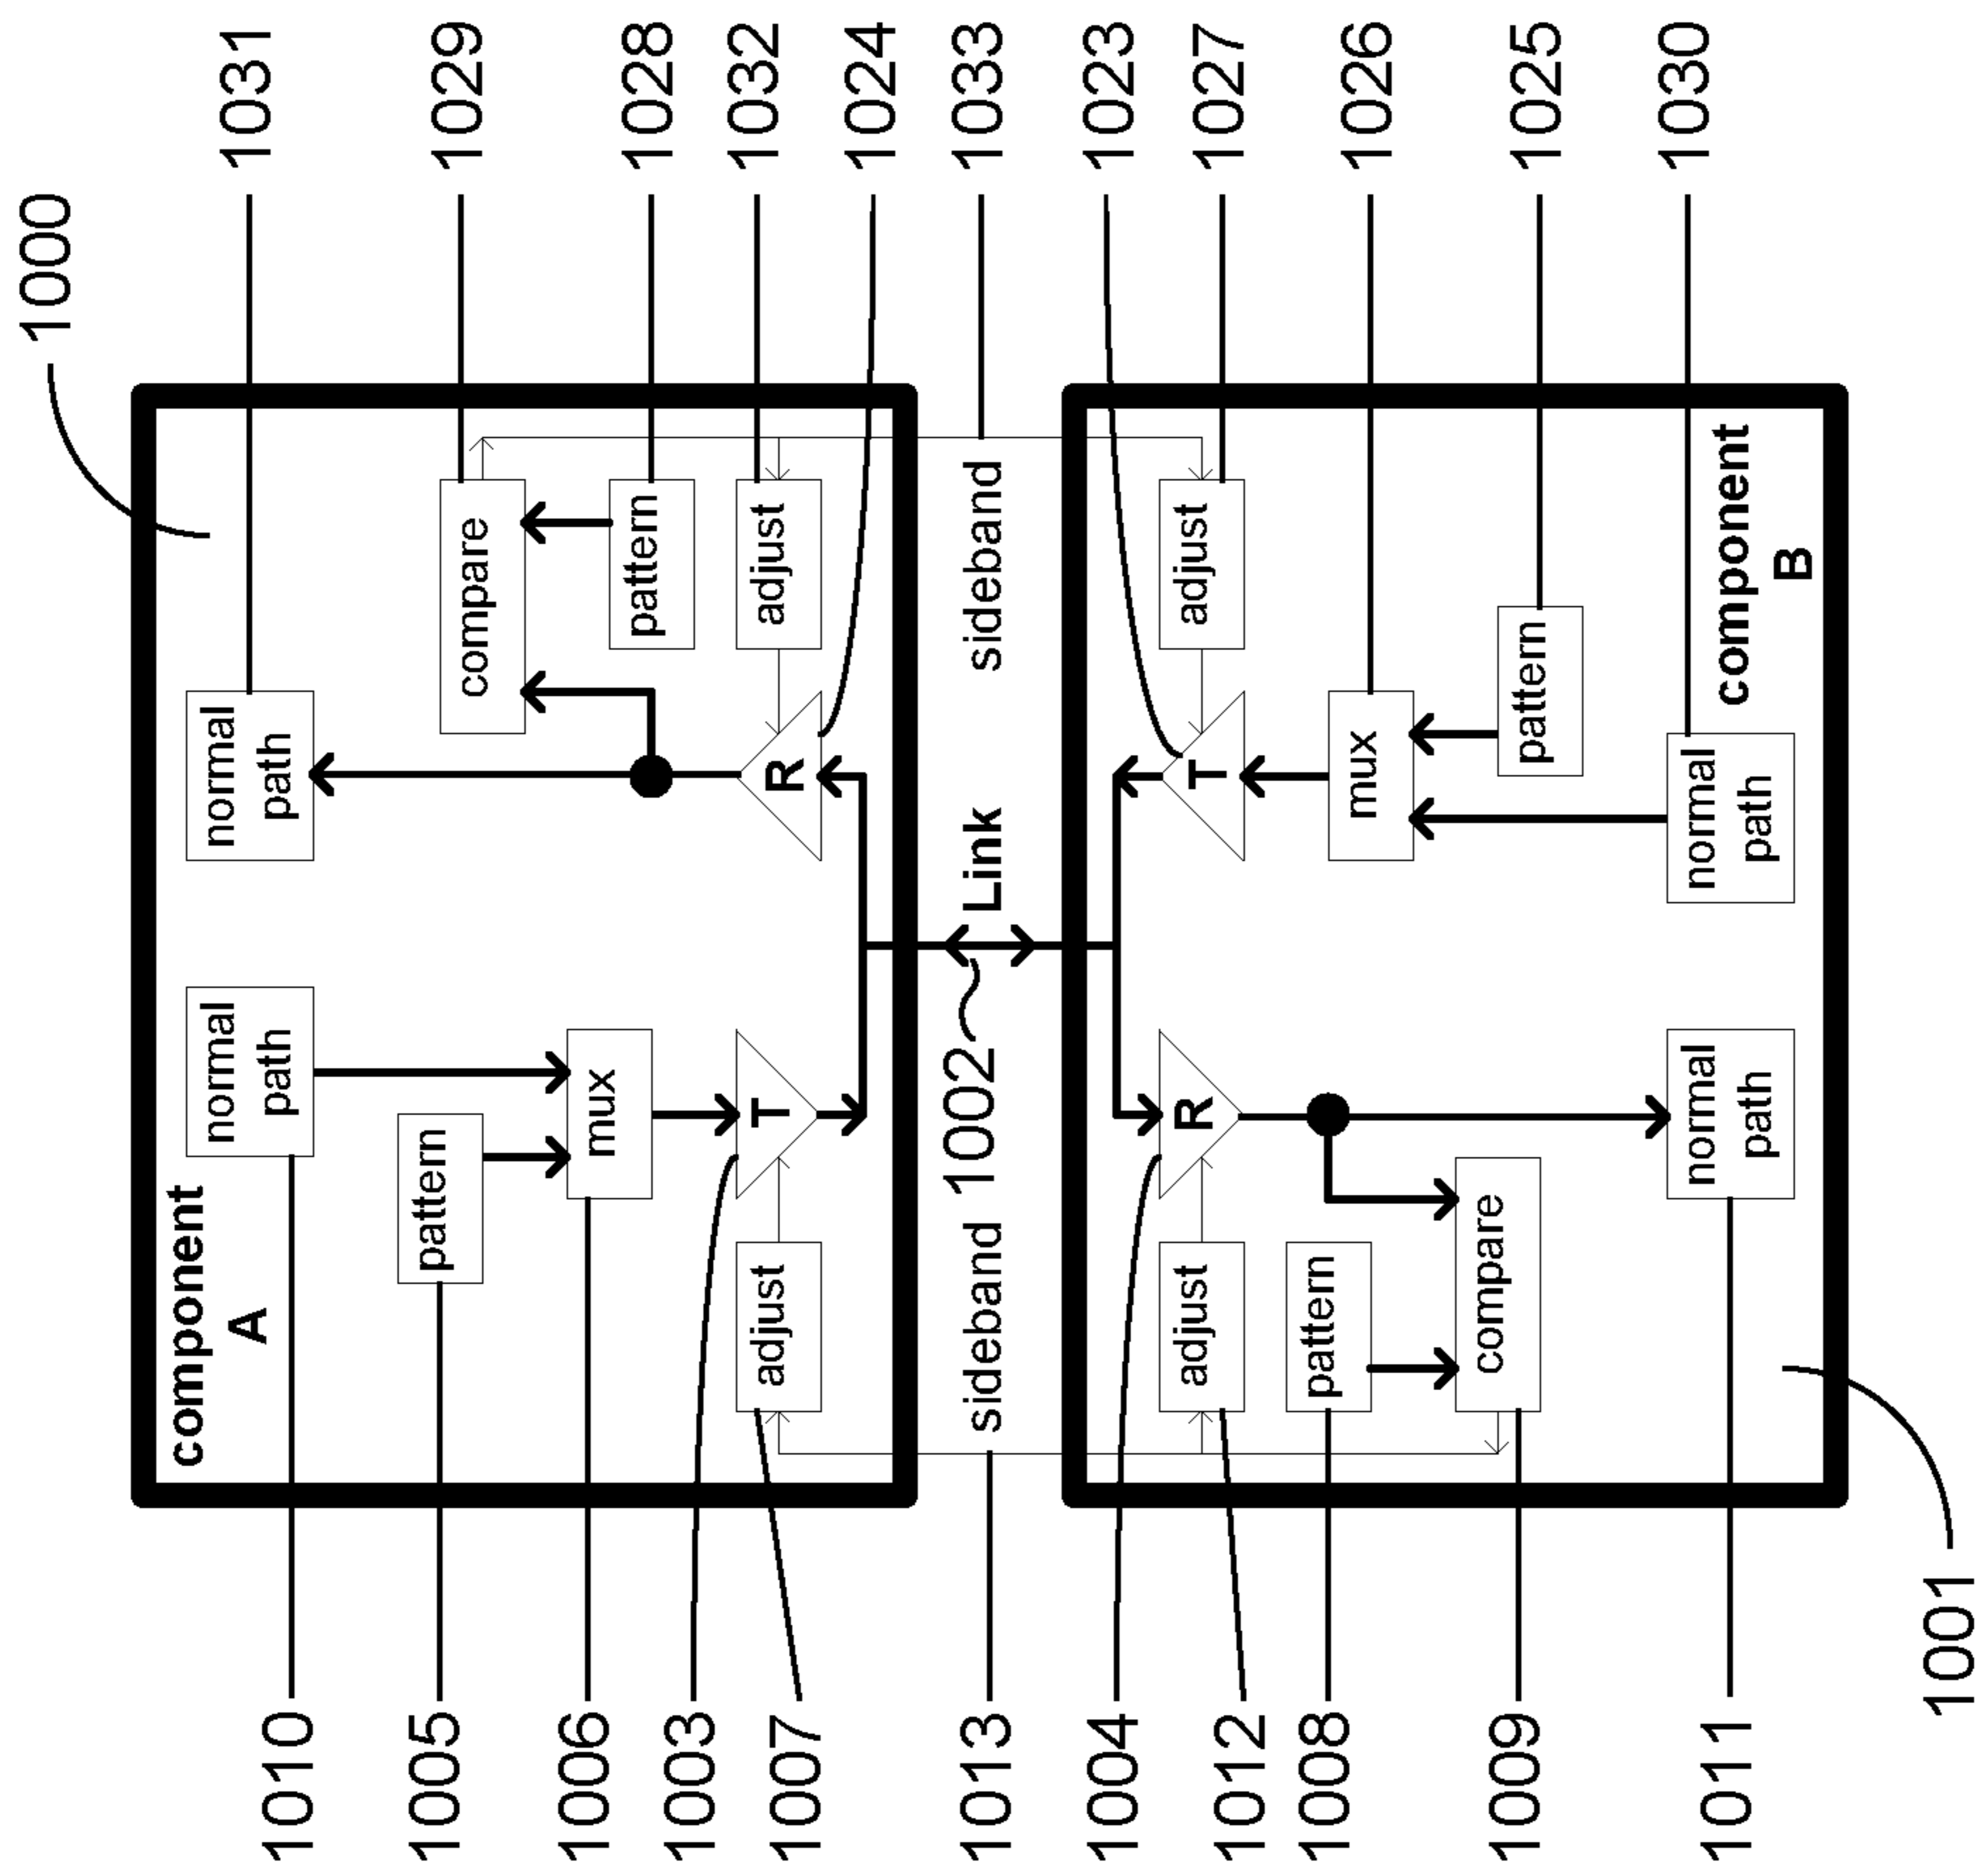 1000
component
A
1010
normal
path
normal
path
1031
1005
pattern
compare
1029
1006
mux
pattern
1028
1003
1007
adjust
T
R
adjust
1032
1024
1013
sideband
1002
Link
sideband
1033
1004
1012
adjust
R
T
adjust
1023
1027
1008
pattern
mux
1026
1009
compare
pattern
1025
1011
normal
path
normal
path
1030
component
B
1001